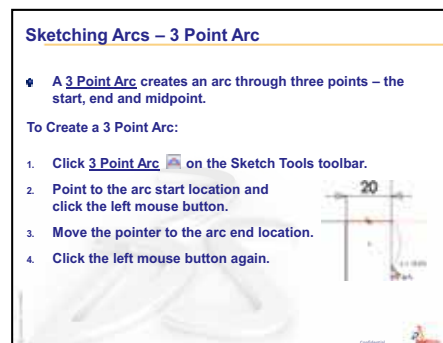 Sketching Arcs – 3 Point Arc
A 3 Point Arc creates an arc through three points – the
start, end and midpoint.
To Create a 3 Point Arc:
1. Click 3 Point Arc on the Sketch Tools toolbar.
2. Point to the arc start location and
click the left mouse button.
20
3. Move the pointer to the arc end location.
4. Click the left mouse button again.